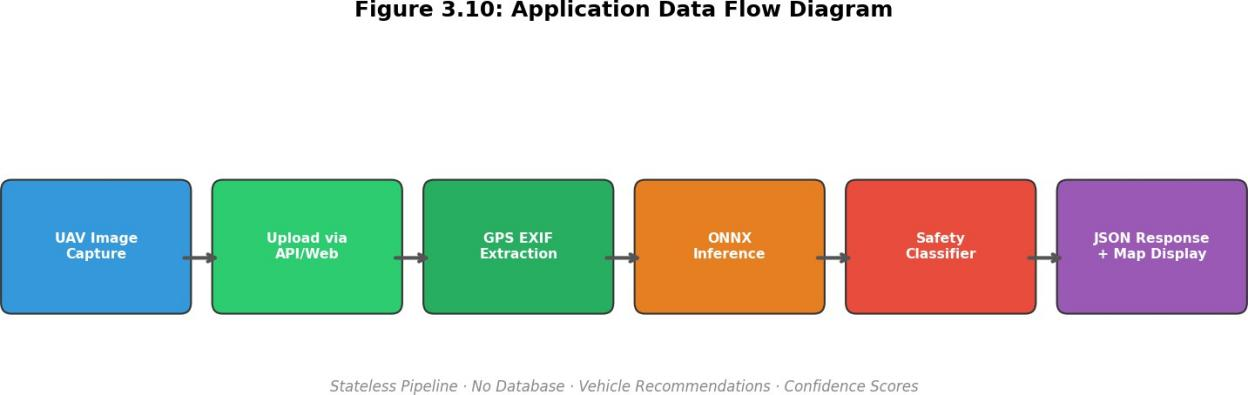 Figure 3.10: Application Data Flow Diagram
UAV Image
Capture
Upload via
API/Web
GPS EXIF
Extraction
ONNX
Inference
Safety
Classifier
JSON Response
+ Map Display
Stateless Pipeline · No Database · Vehicle Recommendations · Confidence Scores